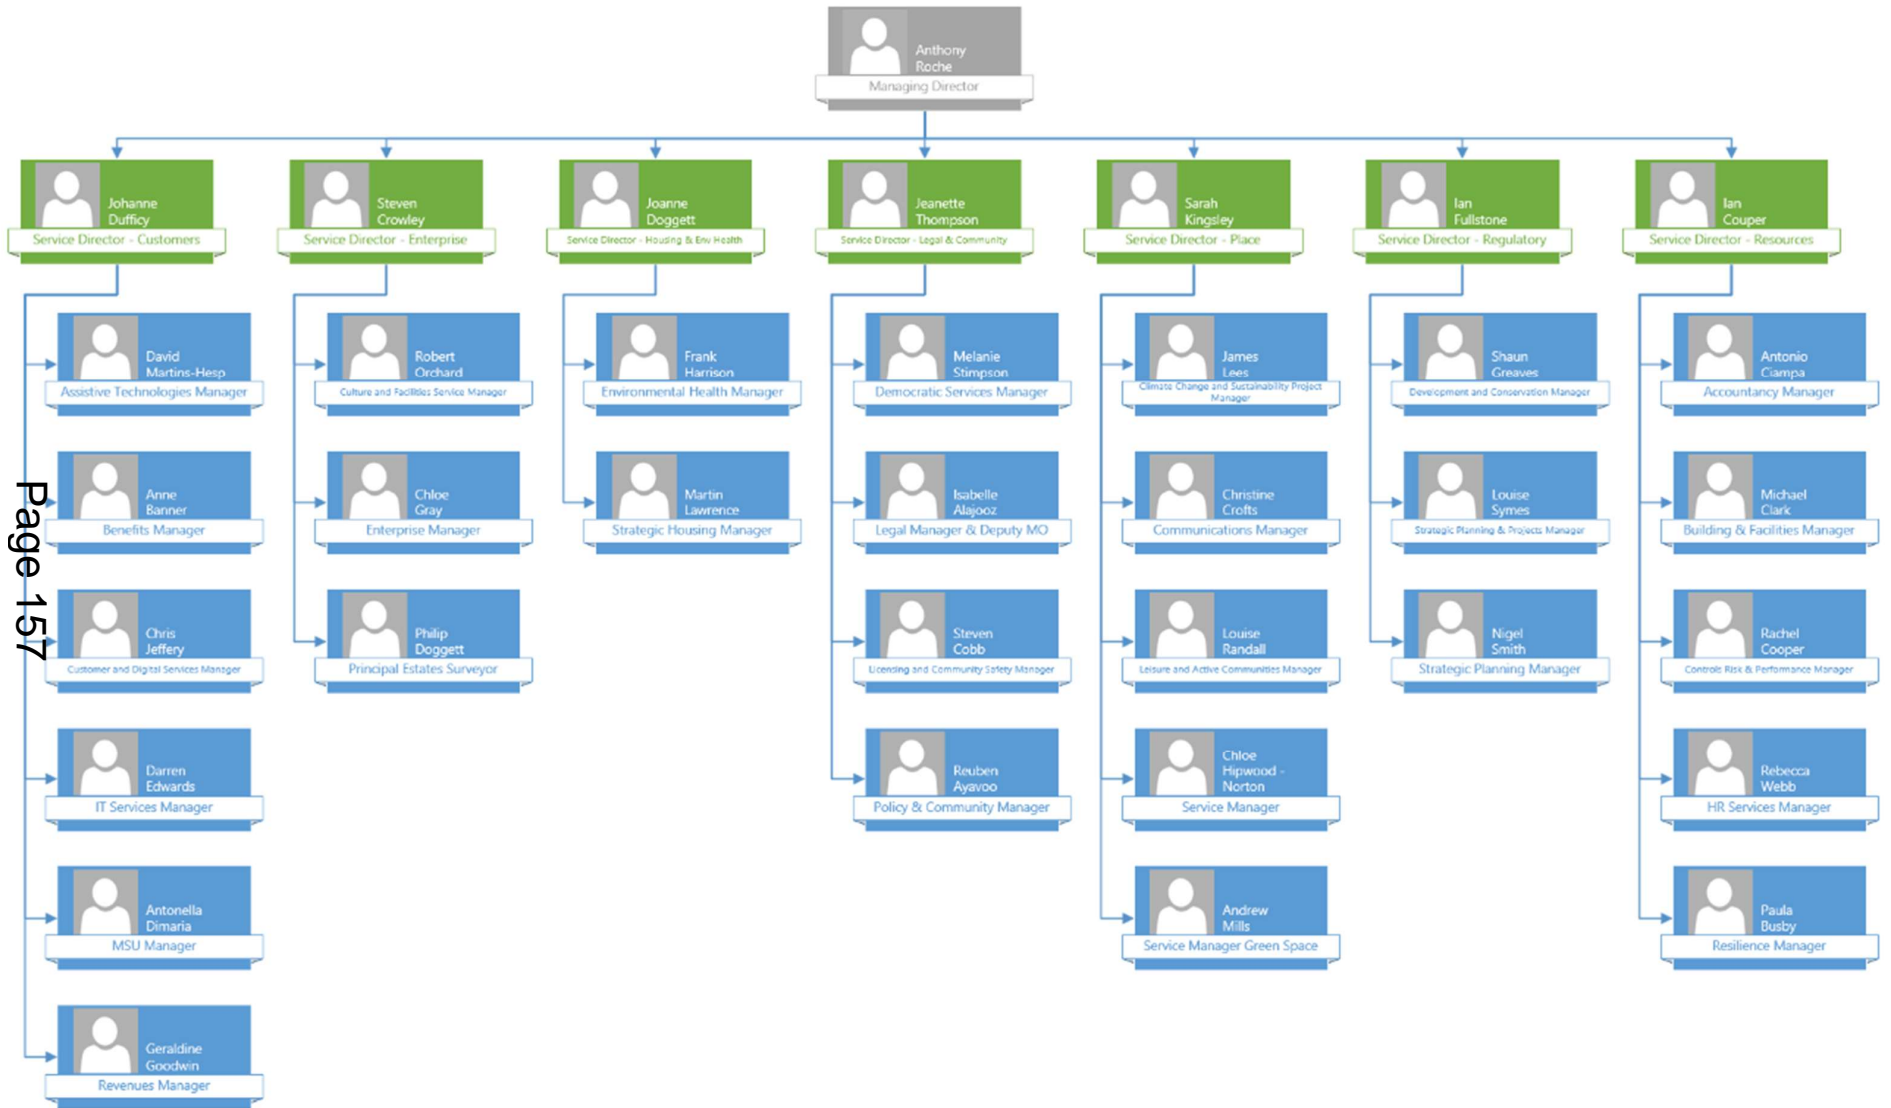 Anthony
Roche
Managing Director
Johanne
Dufficy
Service Director - Customers
Steven
Crowley
Service Director - Enterprise
Joanne
Doggett
Service Director - Housing & Env Health
Jeanette
Thompson
Service Director - Legal & Community
Sarah
Kingsley
Service Director - Place
Ian
Fullstone
Service Director - Regulatory
Ian
Couper
Service Director - Resources
David
Martins-Hesp
Assistive Technologies Manager
Anne
Banner
Benefits Manager
Chris
Jeffery
Customer and Digital Services Manager
Darren
Edwards
IT Services Manager
Antonella
Dimaria
MSU Manager
Geraldine
Goodwin
Revenues Manager
Robert
Orchard
Culture and Facilities Service Manager
Chloe
Gray
Enterprise Manager
Philip
Doggett
Principal Estates Surveyor
Frank
Harrison
Environmental Health Manager
Martin
Lawrence
Strategic Housing Manager
Melanie
Stimpson
Democratic Services Manager
Isabelle
Alajooz
Legal Manager & Deputy MO
Steven
Cobb
Licensing and Community Safety Manager
Reuben
Ayavoo
Policy & Community Manager
James
Lees
Climate Change and Sustainability Project
Manager
Christine
Crofts
Communications Manager
Louise
Randall
Leisure and Active Communities Manager
Chloe
Hipwood -
Norton
Service Manager
Andrew
Mills
Service Manager Green Space
Shaun
Greaves
Development and Conservation Manager
Louise
Symes
Strategic Planning & Projects Manager
Nigel
Smith
Strategic Planning Manager
Antonio
Ciampa
Accountancy Manager
Michael
Clark
Building & Facilities Manager
Rachel
Cooper
Controls Risk & Performance Manager
Rebecca
Webb
HR Services Manager
Paula
Busby
Resilience Manager
Page 157